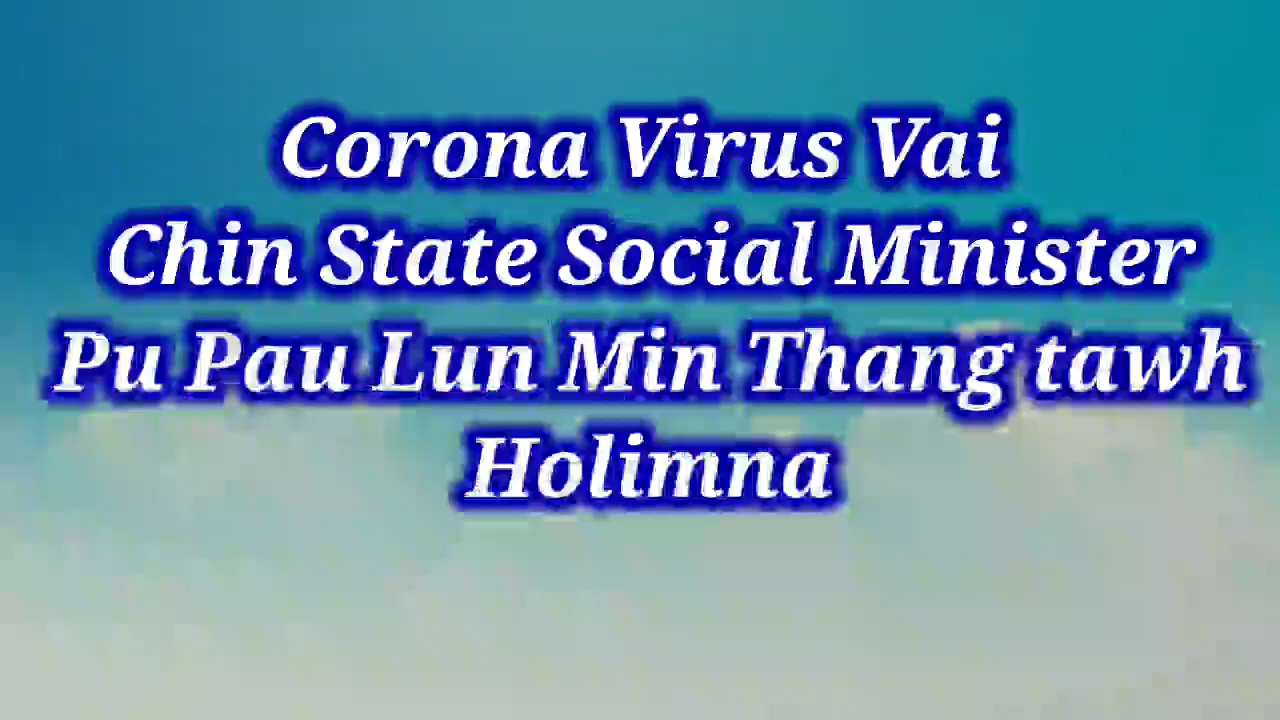 Corona Virus Vai
Chin State Social Minister
Pu Pau Lun Min Thang tawh
Holimna